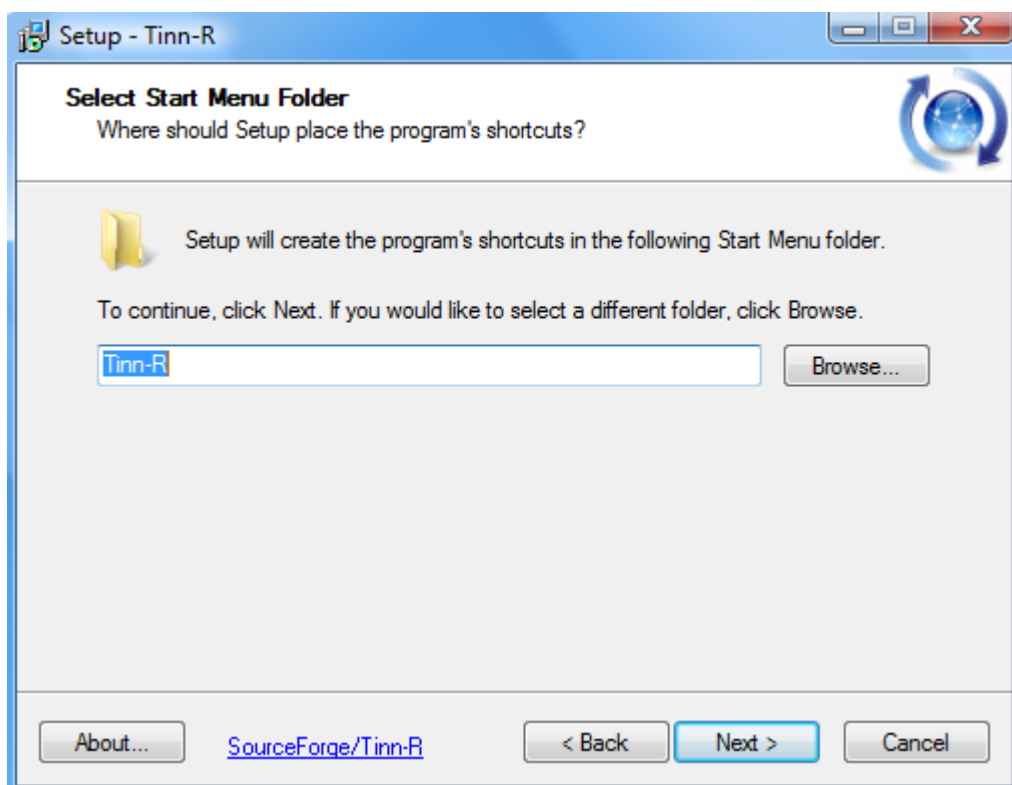 Setup - Tinn-R
Select Start Menu Folder
Where should Setup place the program's shortcuts?
Setup will create the program's shortcuts in the following Start Menu folder.
To continue, click Next. If you would like to select a different folder, click Browse.
Tinn-R
Browse...
About...
SourceForge/Tinn-R
< Back
Next >
Cancel